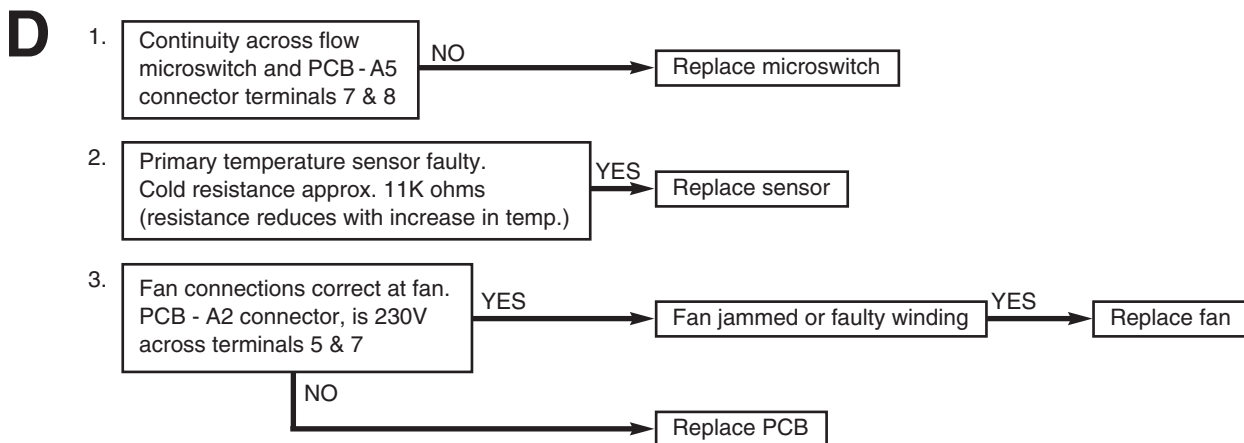 D
1.
Continuity across flow
microswitch and PCB - A5
connector terminals 7 & 8
NO
Replace microswitch
2.
Primary temperature sensor faulty.
Cold resistance approx. 11K ohms
(resistance reduces with increase in temp.)
YES
Replace sensor
3.
Fan connections correct at fan.
PCB - A2 connector, is 230V
across terminals 5 & 7
YES
Fan jammed or faulty winding
YES
Replace fan
NO
Replace PCB